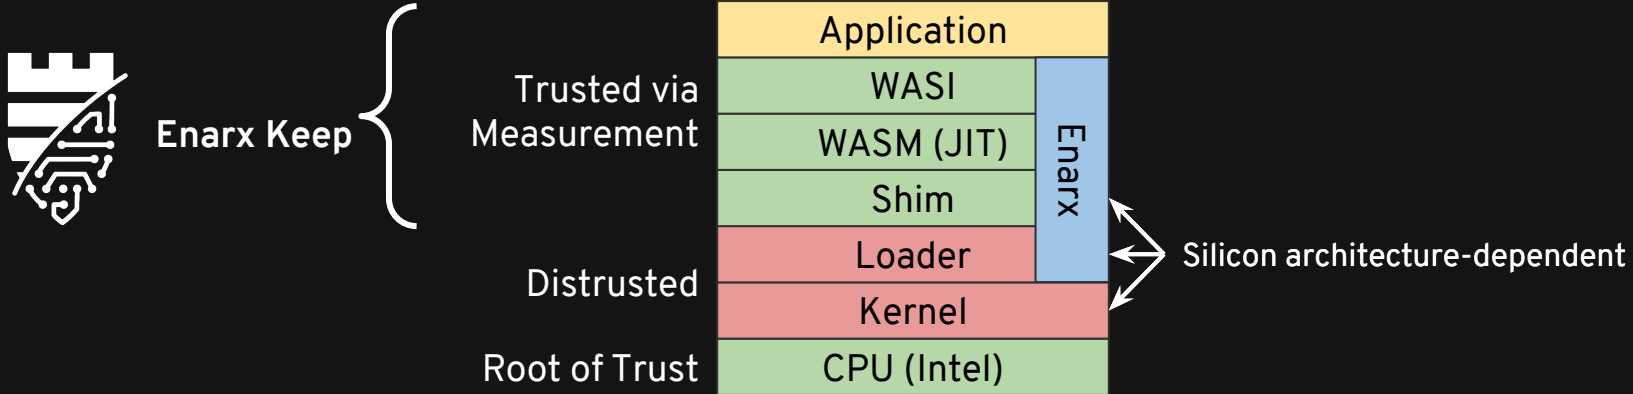 Application
Trusted via
Measurement
WASI
Enarx Keep
WASM (JIT)
Enarx
Shim
Loader
Silicon architecture-dependent
Distrusted
Kernel
Root of Trust
CPU (Intel)